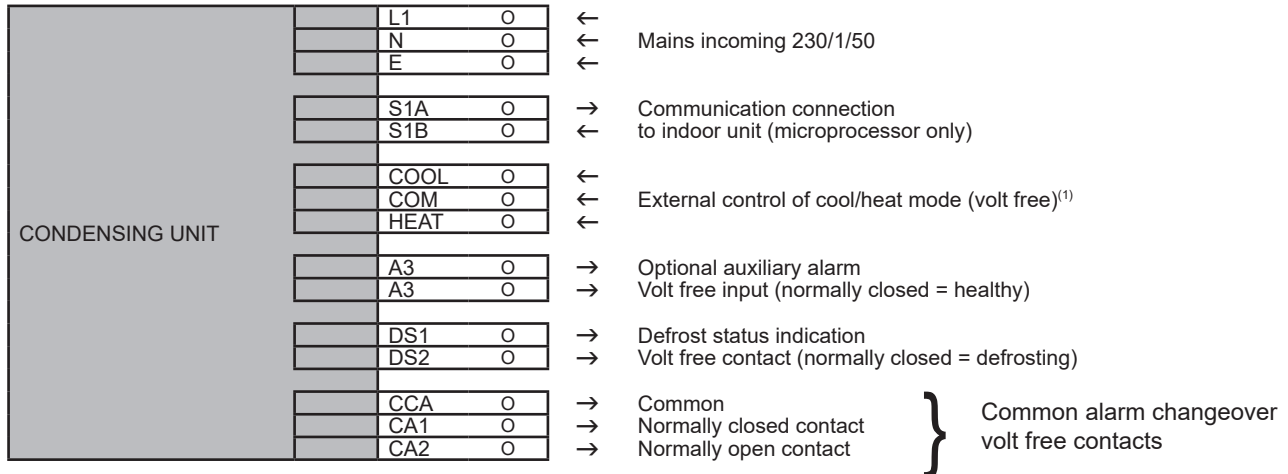 L1 O ←
N O ← Mains incoming 230/1/50
E O ←
S1A O → Communication connection
S1B O ← to indoor unit (microprocessor only)
COOL O ←
COM O ← External control of cool/heat mode (volt free)⁽¹⁾
HEAT O ←
CONDENSING UNIT
A3 O → Optional auxiliary alarm
A3 O → Volt free input (normally closed = healthy)
DS1 O → Defrost status indication
DS2 O → Volt free contact (normally closed = defrosting)
CCA O → Common
CA1 O → Normally closed contact
CA2 O → Normally open contact
} Common alarm changeover
volt free contacts